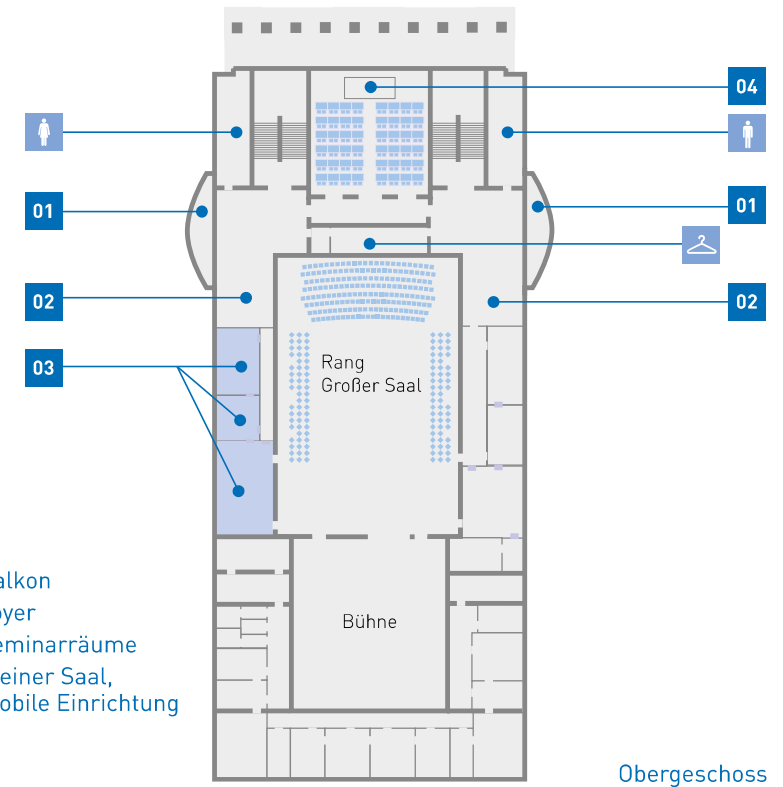 04
01
01
02
02
03
Rang
Großer Saal
Bühne
alkon
oyer
eminarräume
einer Saal,
obile Einrichtung
Obergeschoss